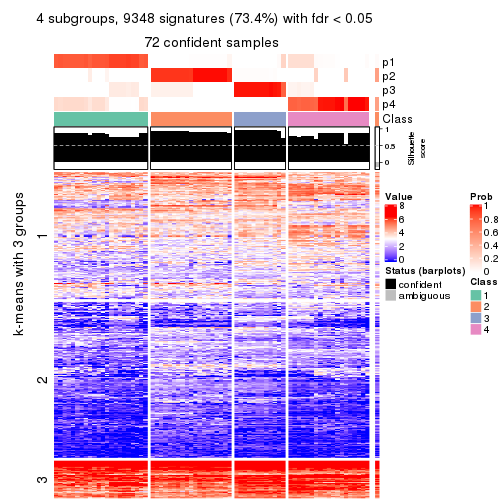 4 subgroups, 9348 signatures (73.4%) with fdr < 0.05
72 confident samples
p1
p2
p3
p4
Class
1
0.5
0
Silhouette
score
k-means with 3 groups
1
2
3
Value
8
6
4
2
0
Status (barplots)
confident
ambiguous
Prob
1
0.8
0.6
0.4
0.2
0
Class
1
2
3
4